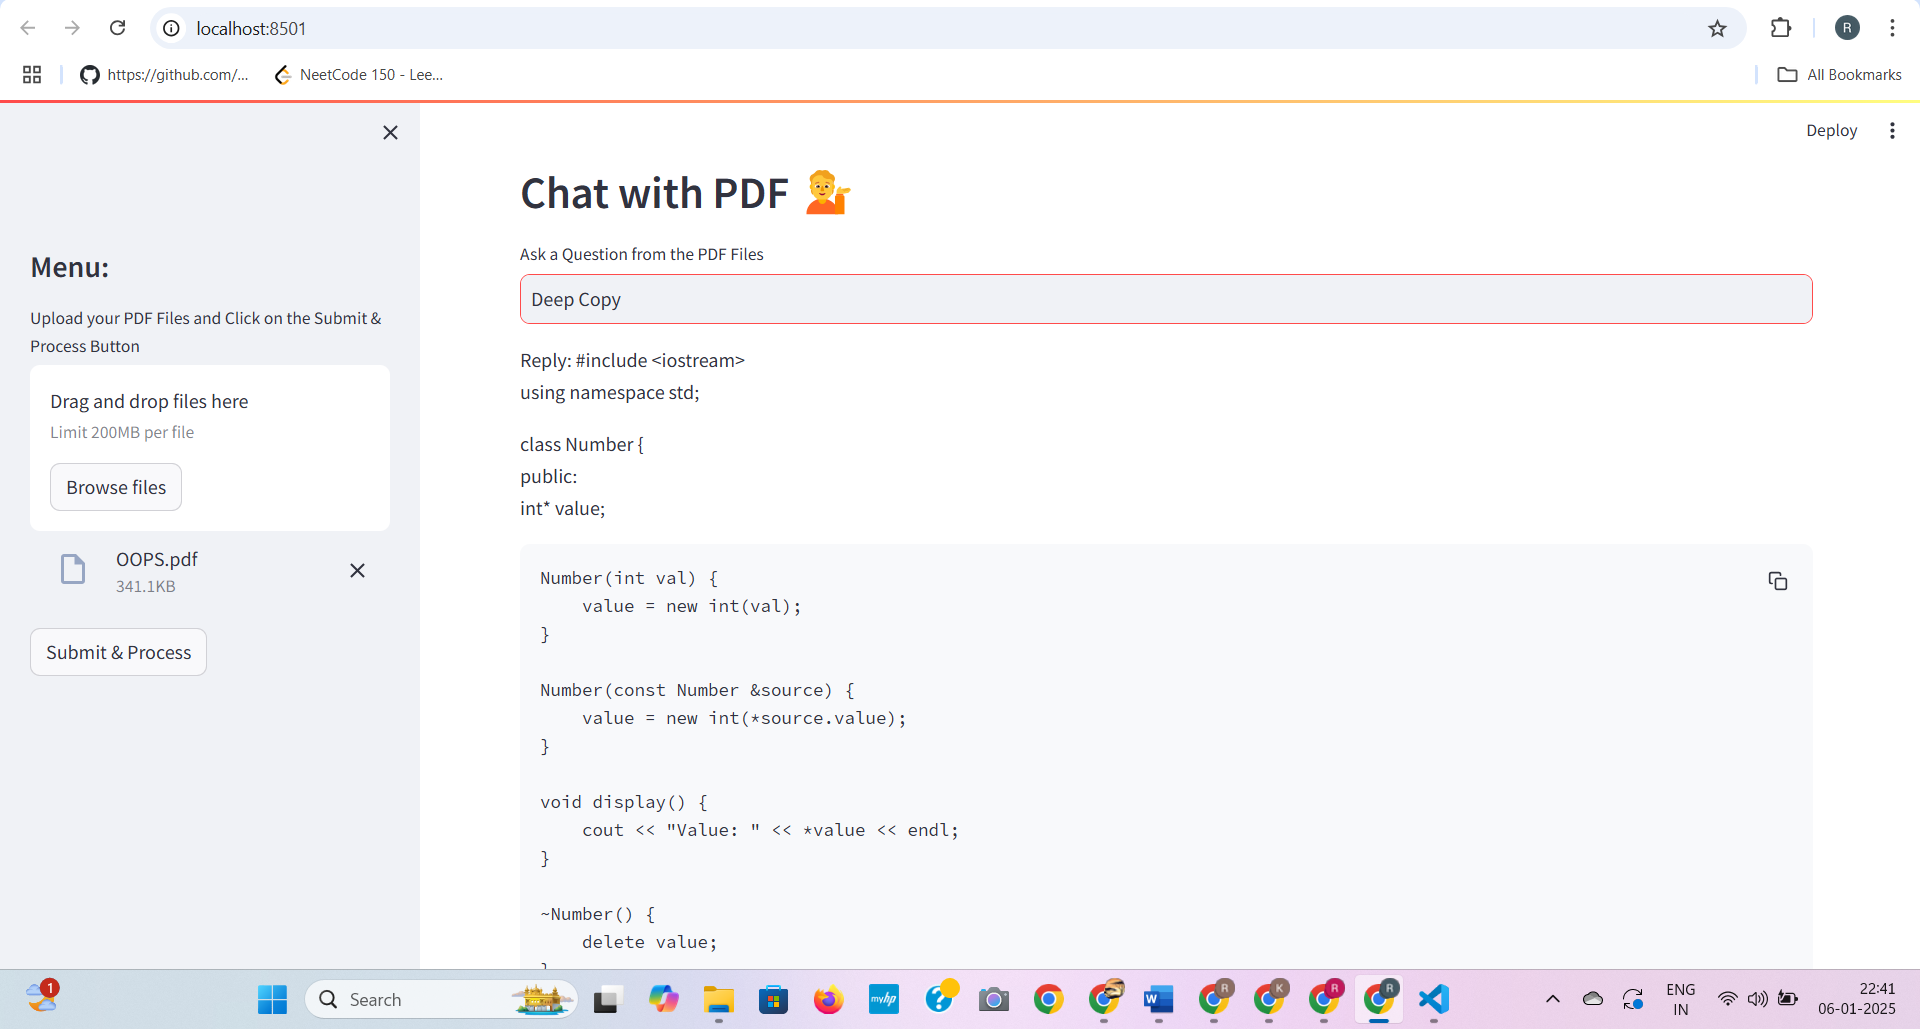 localhost:8501
R
https://github.com/...
NeetCode 150 - Lee...
All Bookmarks
Deploy
Chat with PDF
Ask a Question from the PDF Files
Deep Copy
Menu:
Upload your PDF Files and Click on the Submit &
Process Button
Drag and drop files here
Limit 200MB per file
Browse files
OOPS.pdf
341.1KB
Submit & Process
Reply: #include <iostream>
using namespace std;
class Number {
public:
int* value;
Number(int val) {
    value = new int(val);
}
Number(const Number &source) {
    value = new int(*source.value);
}
void display() {
    cout << "Value: " << *value << endl;
}
~Number() {
    delete value;
}
1
Search
myhp
W
R
K
R
R
ENG
IN
22:41
06-01-2025